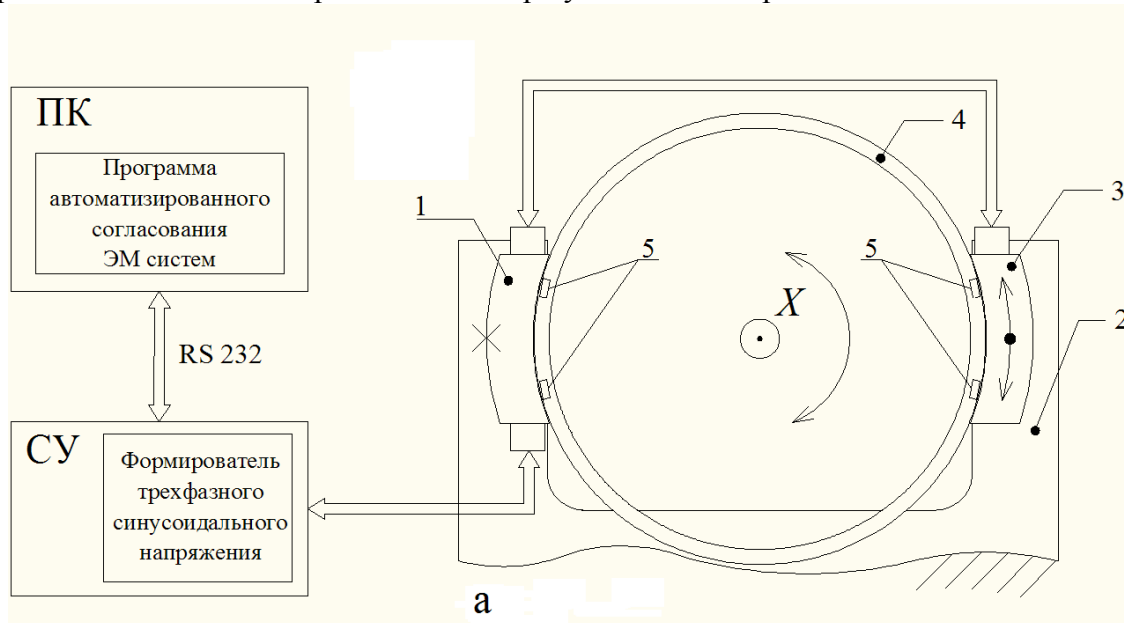 ПК
Программа
автоматизированного
согласования
ЭМ систем
RS 232
СУ
Формирователь
трехфазного
синусоидального
напряжения
1
5
X
5
4
3
2
а